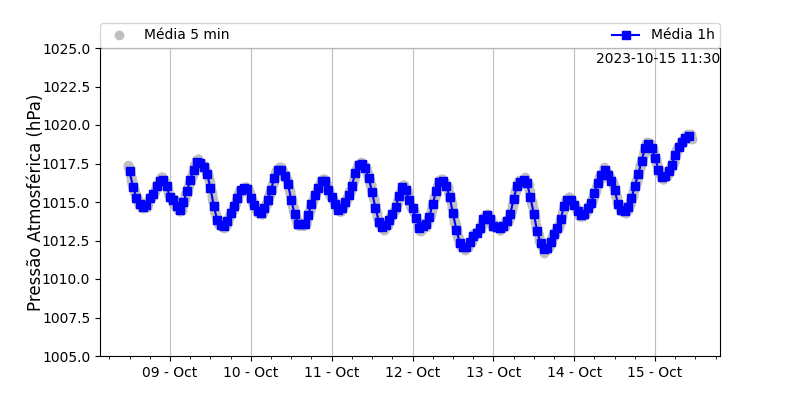 Média 5 min
Média 1h
2023-10-15 11:30
Pressão Atmosférica (hPa)
1025.0
1022.5
1020.0
1017.5
1015.0
1012.5
1010.0
1007.5
1005.0
09 - Oct
10 - Oct
11 - Oct
12 - Oct
13 - Oct
14 - Oct
15 - Oct